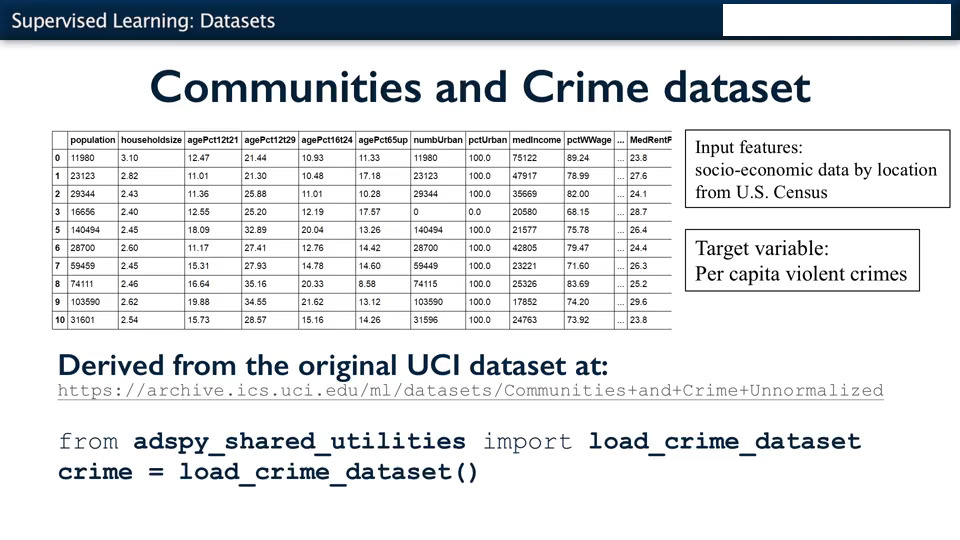 Supervised Learning: Datasets
Communities and Crime dataset
population householdsize agePct12t21 agePct12t29 agePct16t24 agePct65up numbUrban pctUrban medIncome pctWWage ... MedRentP
0 11980 3.10 12.47 21.44 10.93 11.33 11980 100.0 75122 89.24 ... 23.8
1 23123 2.82 11.01 21.30 10.48 17.18 23123 100.0 47917 78.99 ... 27.6
2 29344 2.43 11.36 25.88 11.01 10.28 29344 100.0 35669 82.00 ... 24.1
3 16656 2.40 12.55 25.20 12.19 17.57 0 0.0 20580 68.15 ... 28.7
5 140494 2.45 18.09 32.89 20.04 13.26 140494 100.0 21577 75.78 ... 26.4
6 28700 2.60 11.17 27.41 12.76 14.42 28700 100.0 42805 79.47 ... 24.4
7 59459 2.45 15.31 27.93 14.78 14.60 59449 100.0 23221 71.60 ... 26.3
8 74111 2.46 16.64 35.16 20.33 8.58 74115 100.0 25326 83.69 ... 25.2
9 103590 2.62 19.88 34.55 21.62 13.12 103590 100.0 17852 74.20 ... 29.6
10 31601 2.54 15.73 28.57 15.16 14.26 31596 100.0 24763 73.92 ... 23.8
Input features:
socio-economic data by location
from U.S. Census
Target variable:
Per capita violent crimes
Derived from the original UCI dataset at:
https://archive.ics.uci.edu/ml/datasets/Communities+and+Crime+Unnormalized
from adspy_shared_utilities import load_crime_dataset
crime = load_crime_dataset()